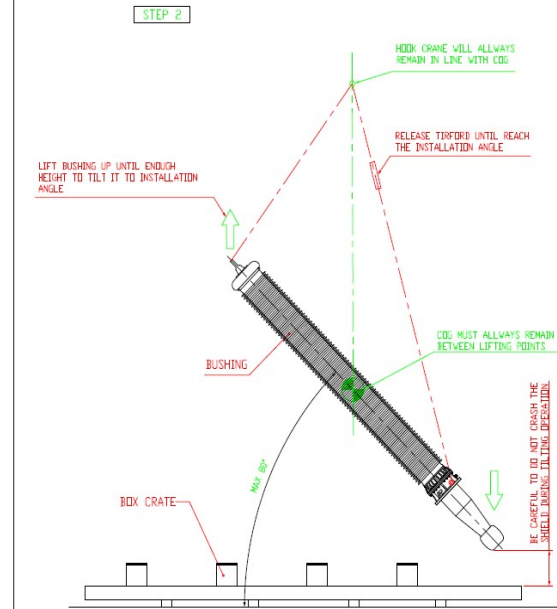 STEP 2
HOOK CRANE WILL ALLWAYS
REMAIN IN LINE WITH COG
RELEASE TIRFORD UNTIL REACH
THE INSTALLATION ANGLE
LIFT BUSHING UP UNTIL ENOUGH
HEIGHT TO TILT IT TO INSTALLATION
ANGLE
COG MUST ALLWAYS REMAIN
BETWEEN LIFTING POINTS
BUSHING
BE CAREFUL TO DO NOT CRASH THE
SHIELD DURING TILTING OPERATION
MAX 80°
BOX CRATE